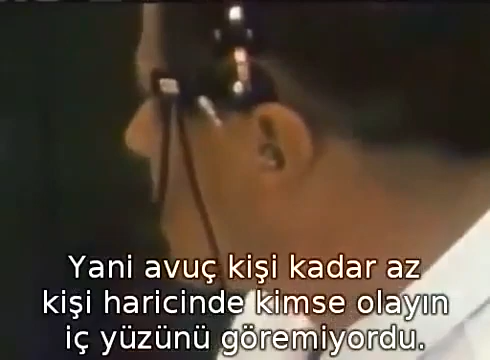 Yani avuç kişi kadar az
kişi haricinde kimse olayın
iç yüzünü göremiyordu.